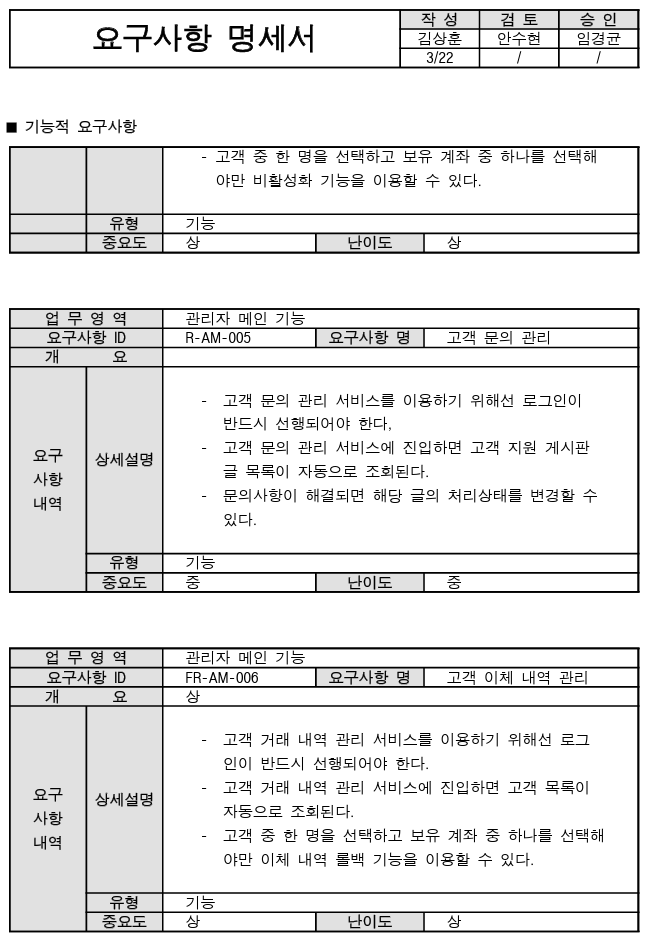 요구사항 명세서
작 성 검 토 승 인
김상훈 안수현 임경균
3/22 / /
■ 기능적 요구사항
- 고객 중 한 명을 선택하고 보유 계좌 중 하나를 선택해
야만 비활성화 기능을 이용할 수 있다.
유형 기능
중요도 상 난이도 상
업 무 영 역 관리자 메인 기능
요구사항 ID R-AM-005 요구사항 명 고객 문의 관리
개 요
- 고객 문의 관리 서비스를 이용하기 위해선 로그인이
반드시 선행되어야 한다,
- 고객 문의 관리 서비스에 진입하면 고객 지원 게시판
요구
사항
내역
상세설명
글 목록이 자동으로 조회된다.
- 문의사항이 해결되면 해당 글의 처리상태를 변경할 수
있다.
유형 기능
중요도 중 난이도 중
업 무 영 역 관리자 메인 기능
요구사항 ID FR-AM-006 요구사항 명 고객 이체 내역 관리
개 요 상
- 고객 거래 내역 관리 서비스를 이용하기 위해선 로그
인이 반드시 선행되어야 한다.
- 고객 거래 내역 관리 서비스에 진입하면 고객 목록이
요구
사항
내역
상세설명
자동으로 조회된다.
- 고객 중 한 명을 선택하고 보유 계좌 중 하나를 선택해
야만 이체 내역 롤백 기능을 이용할 수 있다.
유형 기능
중요도 상 난이도 상